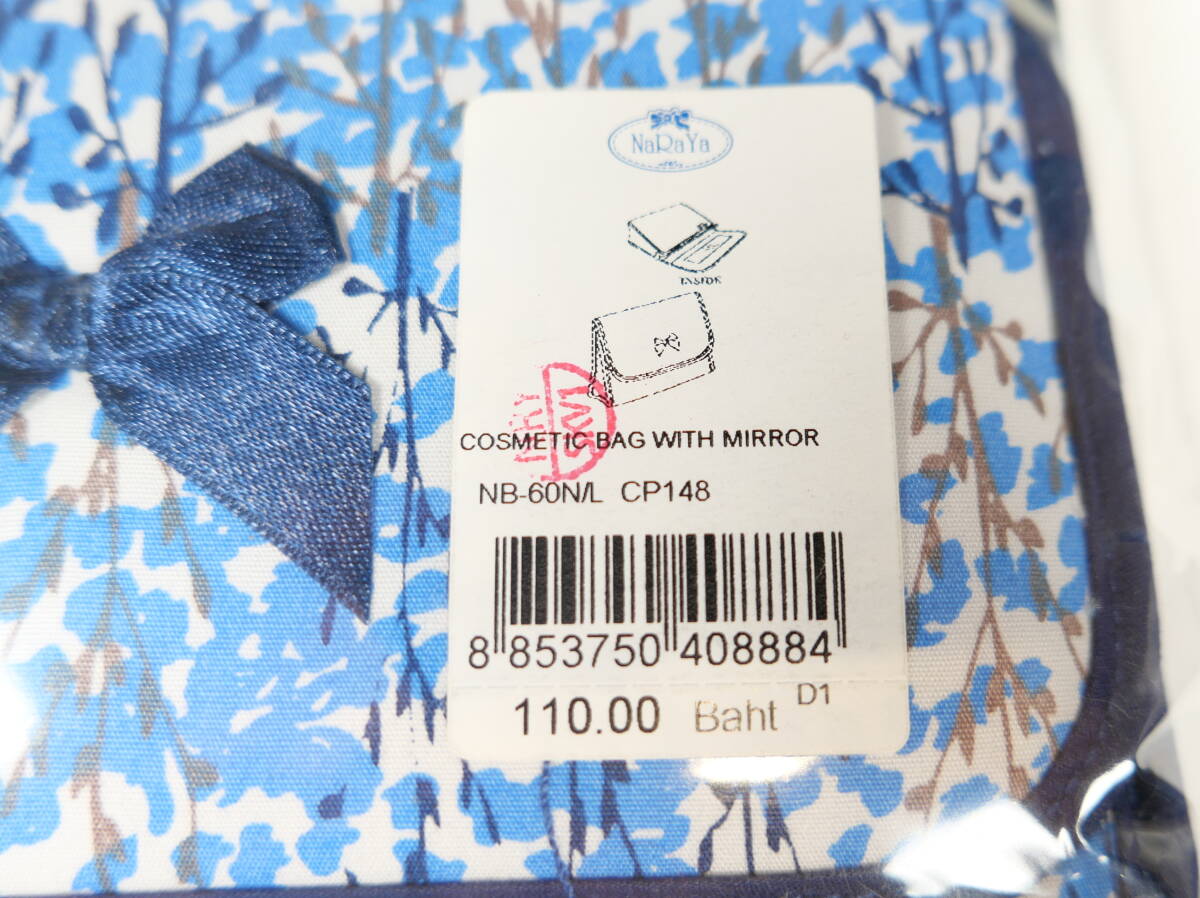 NaRaYa
INSIDE
COSMETIC BAG WITH MIRROR
NB-60N/L CP148
8 853750 408884
110.00 Baht D1